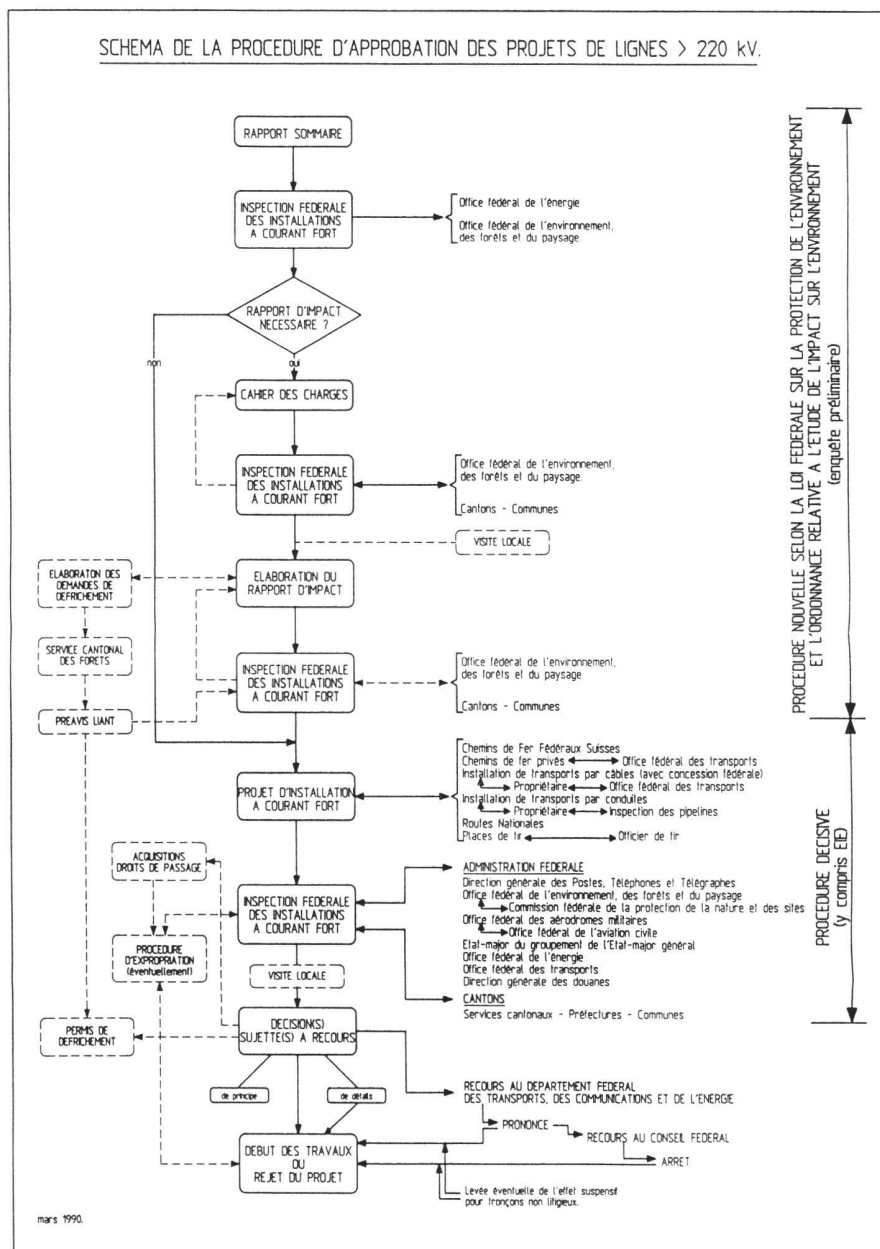 SCHEMA DE LA PROCEDURE D'APPROBATION DES PROJETS DE LIGNES > 220 kV.
RAPPORT SOMMAIRE
INSPECTION FEDERALE
DES INSTALLATIONS
A COURANT FORT
Office fédéral de l'énergie
Office fédéral de l'environnement,
des forêts et du paysage.
RAPPORT D'IMPACT
NECESSAIRE ?
non
oui
CAHIER DES CHARGES
INSPECTION FEDERALE
DES INSTALLATIONS
A COURANT FORT
Office fédéral de l'environnement,
des forêts et du paysage.
Cantons - Communes
VISITE LOCALE
ELABORATON DES
DEMANDES DE
DEFRICHEMENT
ELABORATION DU
RAPPORT D'IMPACT
SERVICE CANTONAL
DES FORETS
INSPECTION FEDERALE
DES INSTALLATIONS
A COURANT FORT
Office fédéral de l'environnement,
des forêts et du paysage
Cantons - Communes
PREAVIS LIANT
PROJET D'INSTALLATION
A COURANT FORT
Chemins de Fer Fédéraux Suisses
Chemins de fer privés Office fédéral des transports
Installation de transports par câbles (avec concession fédérale)
Propriétaire Office fédéral des transports
Installation de transports par conduites
Propriétaire Inspection des pipelines
Routes Nationales
Places de tir Officier de tir
ACQUISITIONS
DROITS DE PASSAGE
INSPECTION FEDERALE
DES INSTALLATIONS
A COURANT FORT
ADMINISTRATION FEDERALE
Direction générale des Postes, Téléphones et Télégraphes
Office fédéral de l'environnement, des forêts et du paysage
Commission fédérale de la protection de la nature et des sites
Office fédéral des aérodromes militaires
Office fédéral de l'aviation civile
Etat-major du groupement de l'Etat-major général
Office fédéral de l'énergie
Office fédéral des transports
Direction générale des douanes
CANTONS
Services cantonaux - Préfectures - Communes
PROCEDURE
D'EXPROPRIATION
(éventuellement)
VISITE LOCALE
PERMIS DE
DEFRICHEMENT
DECISION(S)
SUJETTE(S) A RECOURS
de principe
de détails
RECOURS AU DEPARTEMENT FEDERAL
DES TRANSPORTS, DES COMMUNICATIONS ET DE L'ENERGIE
PRONONCE
RECOURS AU CONSEIL FEDERAL
ARRET
DEBUT DES TRAVAUX
OU
REJET DU PROJET
Levée éventuelle de l'effet suspensif
pour tronçons non litigieux.
mars 1990.
PROCEDURE NOUVELLE SELON LA LOI FEDERALE SUR LA PROTECTION DE L'ENVIRONNEMENT
ET L'ORDONNANCE RELATIVE A L'ETUDE DE L'IMPACT SUR L'ENVIRONNEMENT
(enquête préliminaire)
PROCEDURE DECISIVE
(y compris EIE)